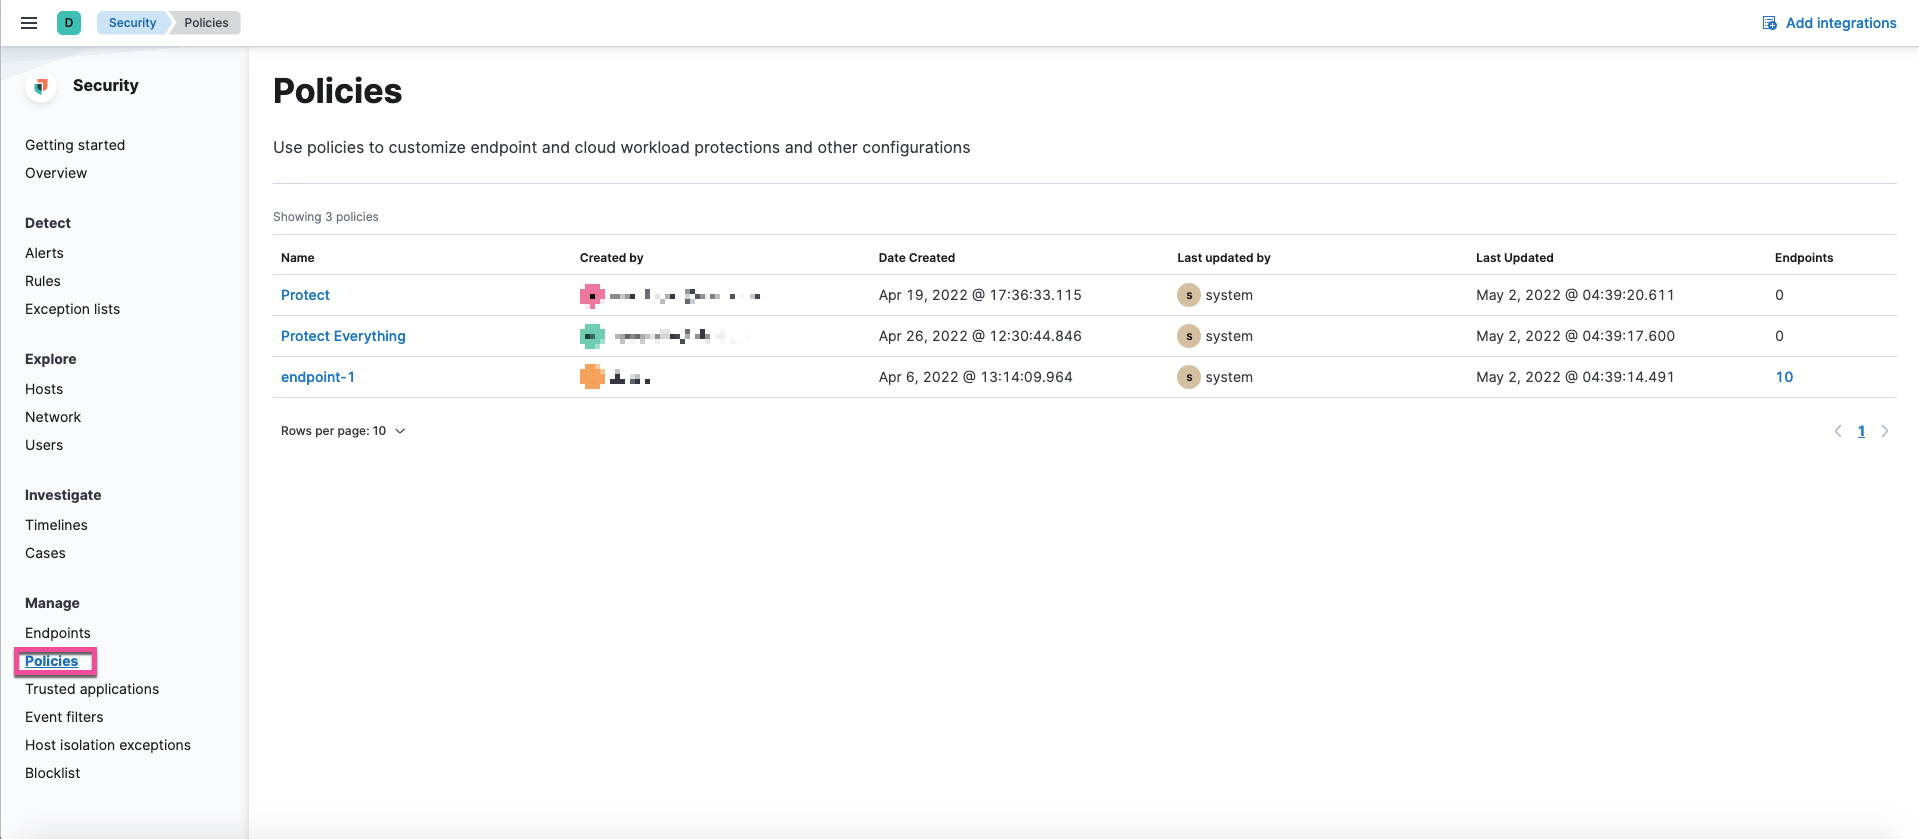 D Security Policies Add integrations
Security
Getting started
Overview
Detect
Alerts
Rules
Exception lists
Explore
Hosts
Network
Users
Investigate
Timelines
Cases
Manage
Endpoints
Policies
Trusted applications
Event filters
Host isolation exceptions
Blocklist
Policies
Use policies to customize endpoint and cloud workload protections and other configurations
Showing 3 policies
Name Created by Date Created Last updated by Last Updated Endpoints
Protect Apr 19, 2022 @ 17:36:33.115 s system May 2, 2022 @ 04:39:20.611 0
Protect Everything Apr 26, 2022 @ 12:30:44.846 s system May 2, 2022 @ 04:39:17.600 0
endpoint-1 Apr 6, 2022 @ 13:14:09.964 s system May 2, 2022 @ 04:39:14.491 10
Rows per page: 10 1